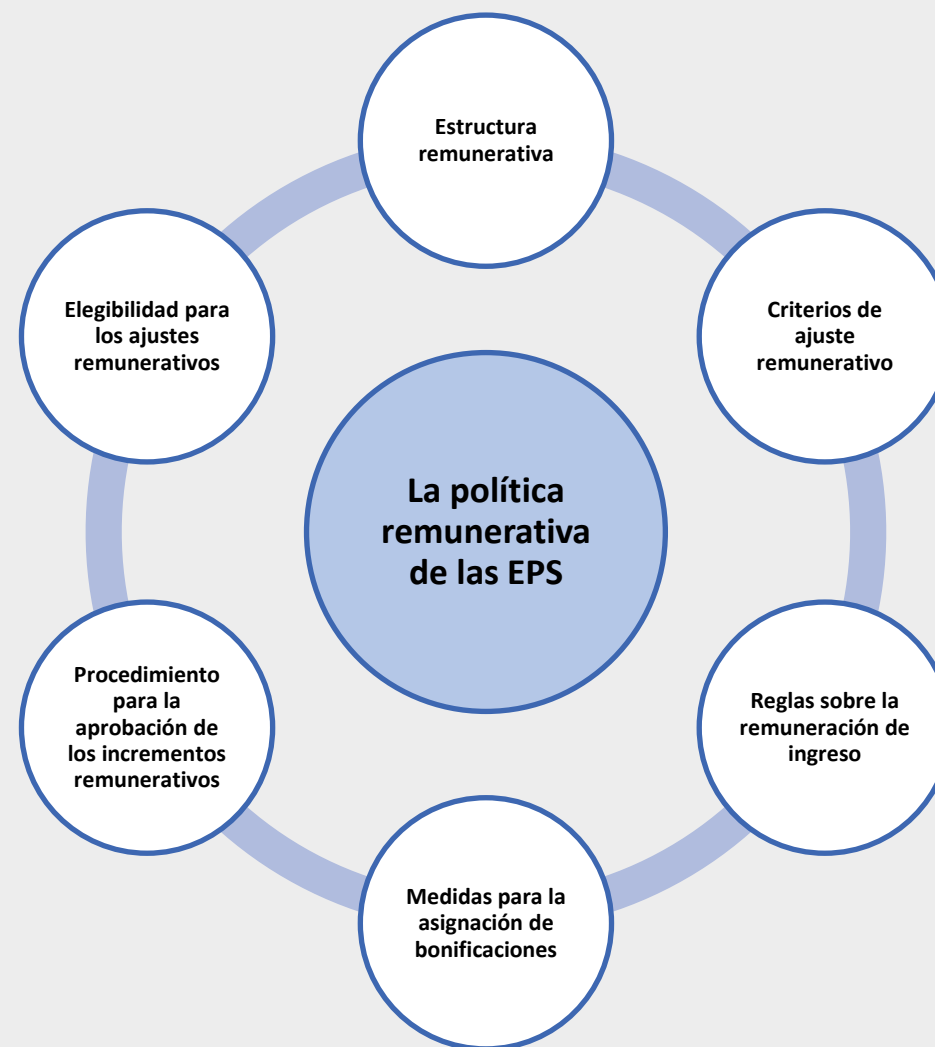 Estructura
remunerativa
Elegibilidad para
los ajustes
remunerativos
Criterios de
ajuste
remunerativo
La política
remunerativa
de las EPS
Procedimiento
para la
aprobación de
los incrementos
remunerativos
Reglas sobre la
remuneración de
ingreso
Medidas para la
asignación de
bonificaciones